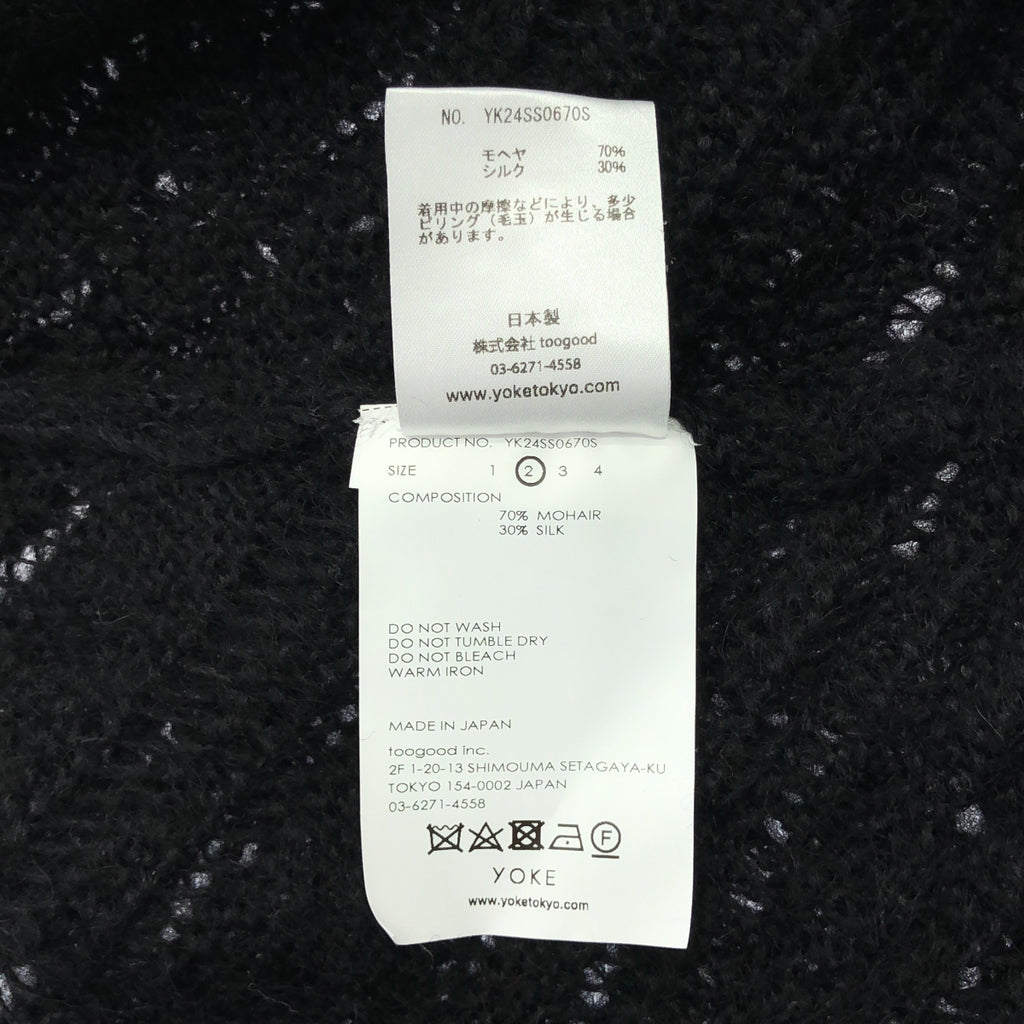 NO. YK24SS0670S
モヘヤ 70%
シルク 30%
着用中の摩擦などにより、多少
ピリング(毛玉)が生じる場合
があります。
日本製
株式会社 toogood
03-6271-4558
www.yoketokyo.com
PRODUCT NO. YK24SS0670S
SIZE 1 2 3 4
COMPOSITION
70% MOHAIR
30% SILK
DO NOT WASH
DO NOT TUMBLE DRY
DO NOT BLEACH
WARM IRON
MADE IN JAPAN
toogood inc.
2F 1-20-13 SHIMOUMA SETAGAYA-KU
TOKYO 154-0002 JAPAN
03-6271-4558
F
YOKE
www.yoketokyo.com